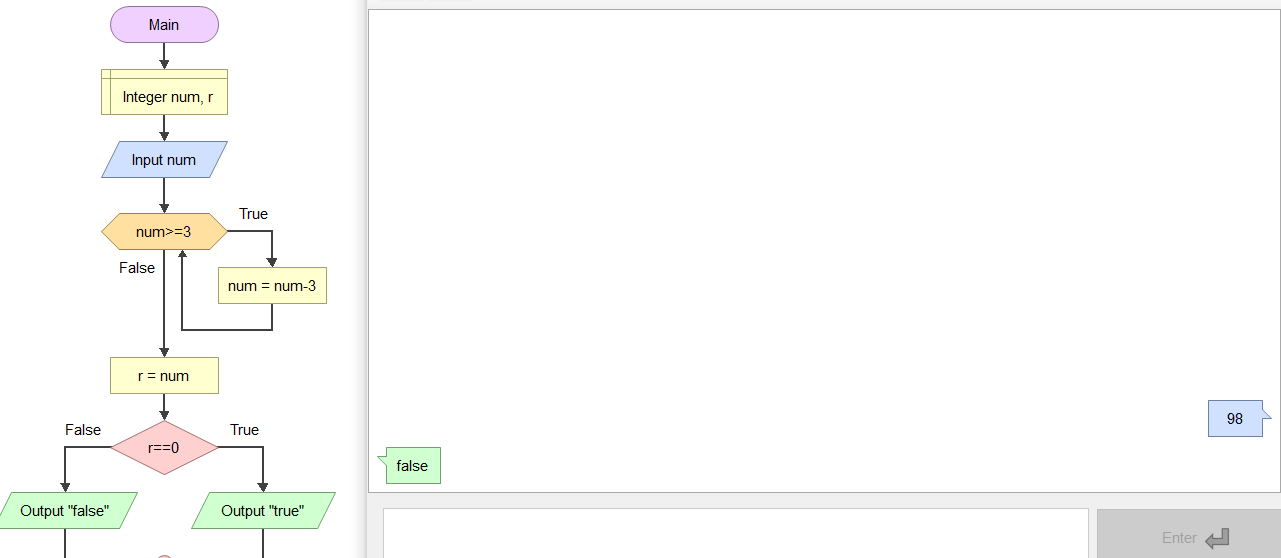 Main
Integer num, r
Input num
num>=3
True
False
num = num-3
r = num
False
True
r==0
Output "false"
Output "true"
98
false
Enter